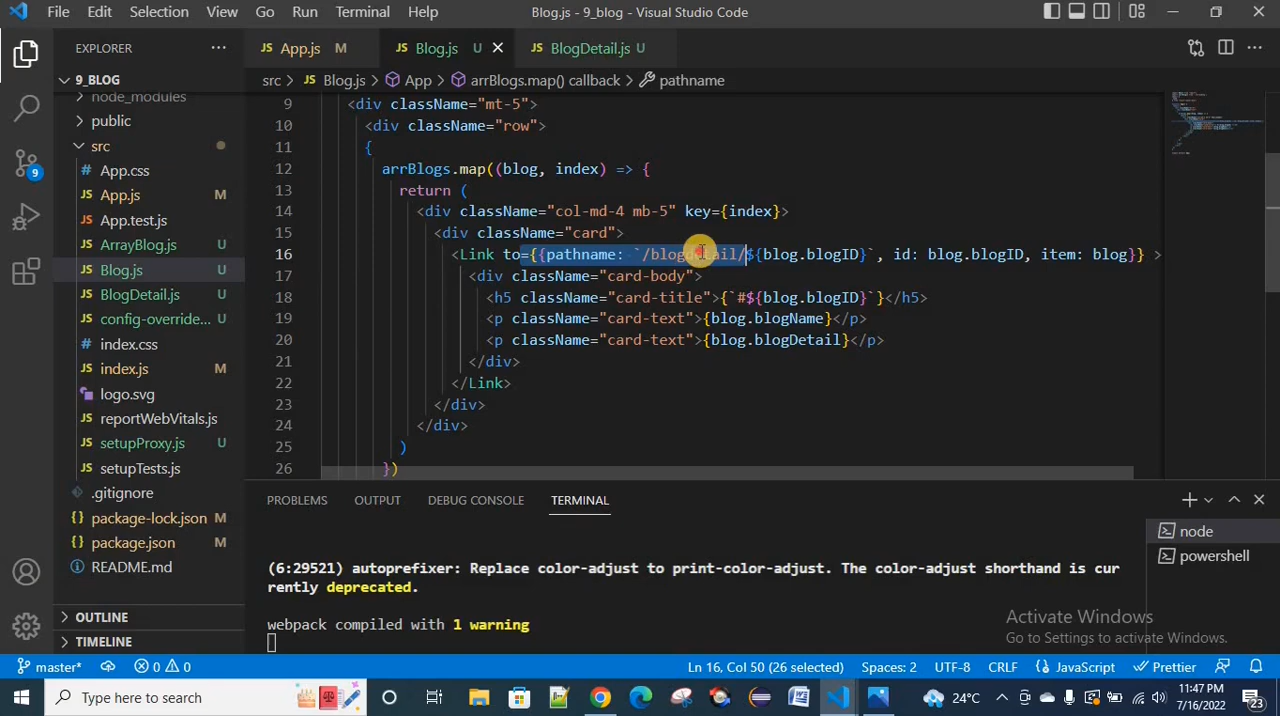 File Edit Selection View Go Run Terminal Help Blog.js - 9_blog - Visual Studio Code
EXPLORER
App.js M
Blog.js U
BlogDetail.js U
9_BLOG
src > Blog.js > App > arrBlogs.map() callback > pathname
node_modules
public
src
App.css
App.js M
App.test.js
ArrayBlog.js U
Blog.js U
BlogDetail.js U
config-override... U
index.css
index.js M
logo.svg
reportWebVitals.js
setupProxy.js U
setupTests.js
.gitignore
package-lock.json M
package.json M
README.md
OUTLINE
TIMELINE
9
9 <div className="mt-5">
10 <div className="row">
11 {
12 arrBlogs.map((blog, index) => {
13 return (
14 <div className="col-md-4 mb-5" key={index}>
15 <div className="card">
16 <Link to={{pathname: `/blogdetail/${blog.blogID}`, id: blog.blogID, item: blog}} >
17 <div className="card-body">
18 <h5 className="card-title">{`#${blog.blogID}`}</h5>
19 <p className="card-text">{blog.blogName}</p>
20 <p className="card-text">{blog.blogDetail}</p>
21 </div>
22 </Link>
23 </div>
24 </div>
25 )
26 })
PROBLEMS OUTPUT DEBUG CONSOLE TERMINAL
node
powershell
(6:29521) autoprefixer: Replace color-adjust to print-color-adjust. The color-adjust shorthand is cur
rently deprecated.
webpack compiled with 1 warning
Activate Windows
Go to Settings to activate Windows.
master* 0 0 Ln 16, Col 50 (26 selected) Spaces: 2 UTF-8 CRLF JavaScript Prettier
Type here to search
24°C
11:47 PM
7/16/2022
23